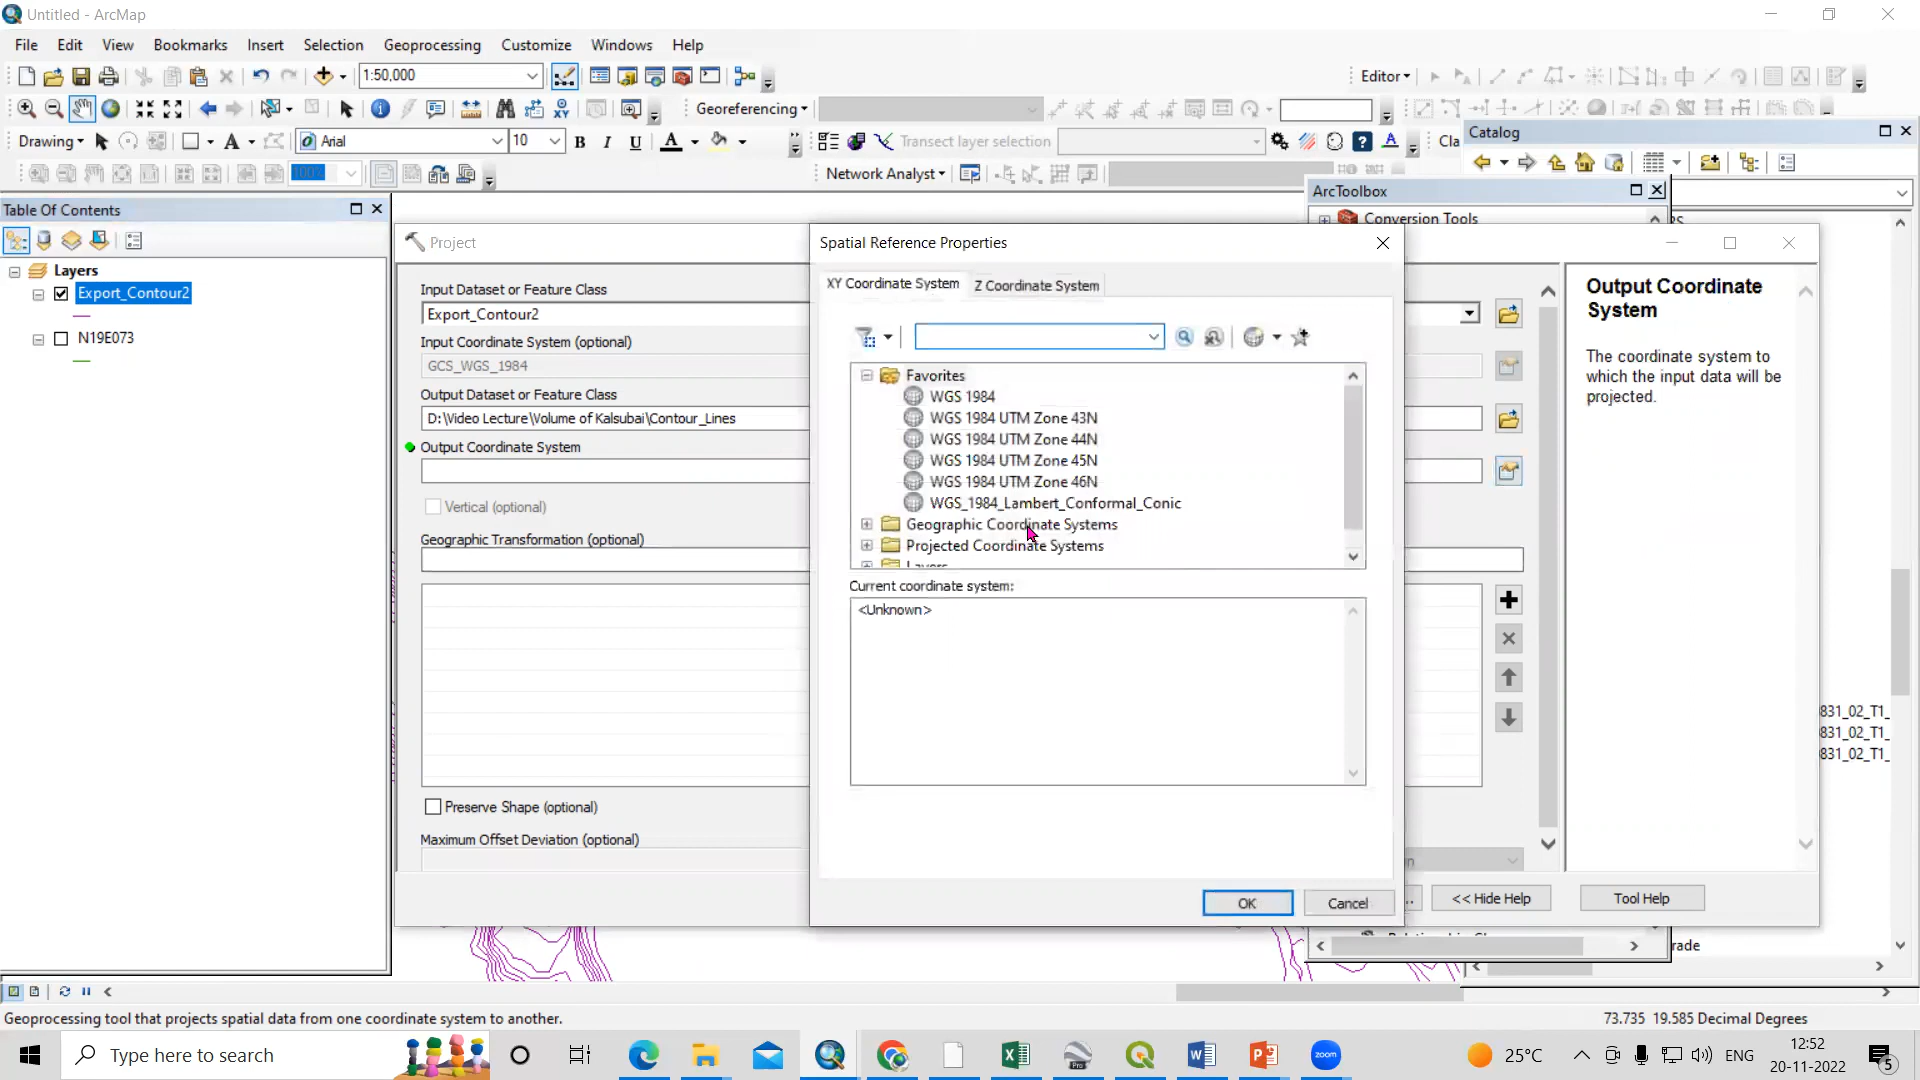 Untitled - ArcMap
File Edit View Bookmarks Insert Selection Geoprocessing Customize Windows Help
1:50,000
Editor
Georeferencing
Drawing Arial 10 B I U A
Transect layer selection
Cla
Catalog
100%
Network Analyst
ArcToolbox
Table Of Contents
Conversion Tools
Layers
Export_Contour2
N19E073
Project
Input Dataset or Feature Class
Export_Contour2
Input Coordinate System (optional)
GCS_WGS_1984
Output Dataset or Feature Class
D:\Video Lecture\Volume of Kalsubai\Contour_Lines
Output Coordinate System
Vertical (optional)
Geographic Transformation (optional)
Preserve Shape (optional)
Maximum Offset Deviation (optional)
Spatial Reference Properties
XY Coordinate System Z Coordinate System
Favorites
WGS 1984
WGS 1984 UTM Zone 43N
WGS 1984 UTM Zone 44N
WGS 1984 UTM Zone 45N
WGS 1984 UTM Zone 46N
WGS_1984_Lambert_Conformal_Conic
Geographic Coordinate Systems
Projected Coordinate Systems
Layers
Current coordinate system:
<Unknown>
OK Cancel
Output Coordinate
System
The coordinate system to
which the input data will be
projected.
831_02_T1_
831_02_T1_
831_02_T1_
<< Hide Help Tool Help
rade
Geoprocessing tool that projects spatial data from one coordinate system to another.
73.735 19.585 Decimal Degrees
Type here to search
zoom
25°C
ENG
12:52
20-11-2022
5